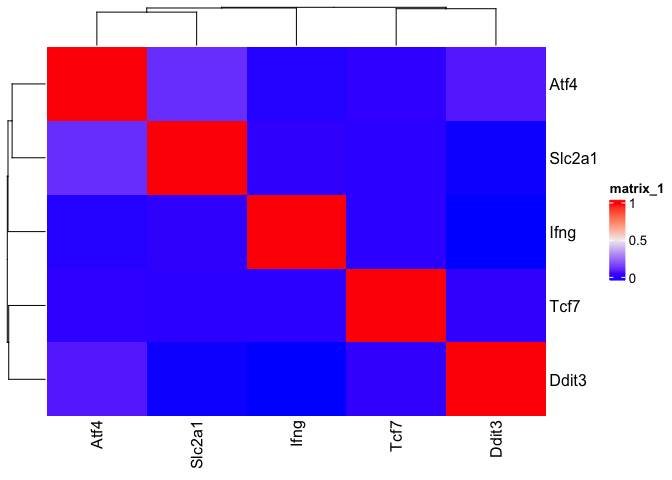 Atf4
Slc2a1
Ifng
Tcf7
Ddit3
matrix_1
1
0.5
0
Atf4
Slc2a1
Ifng
Tcf7
Ddit3